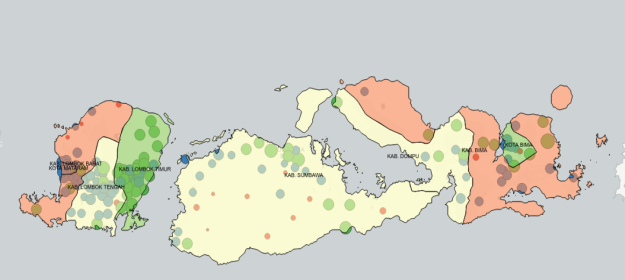 KAB. LOMBOK BARAT
KOTA MATARAM
KAB. LOMBOK TIMUR
KAB. LOMBOK TENGAH
KAB. SUMBAWA
KAB. DOMPU
KAB. BIMA
KOTA BIMA